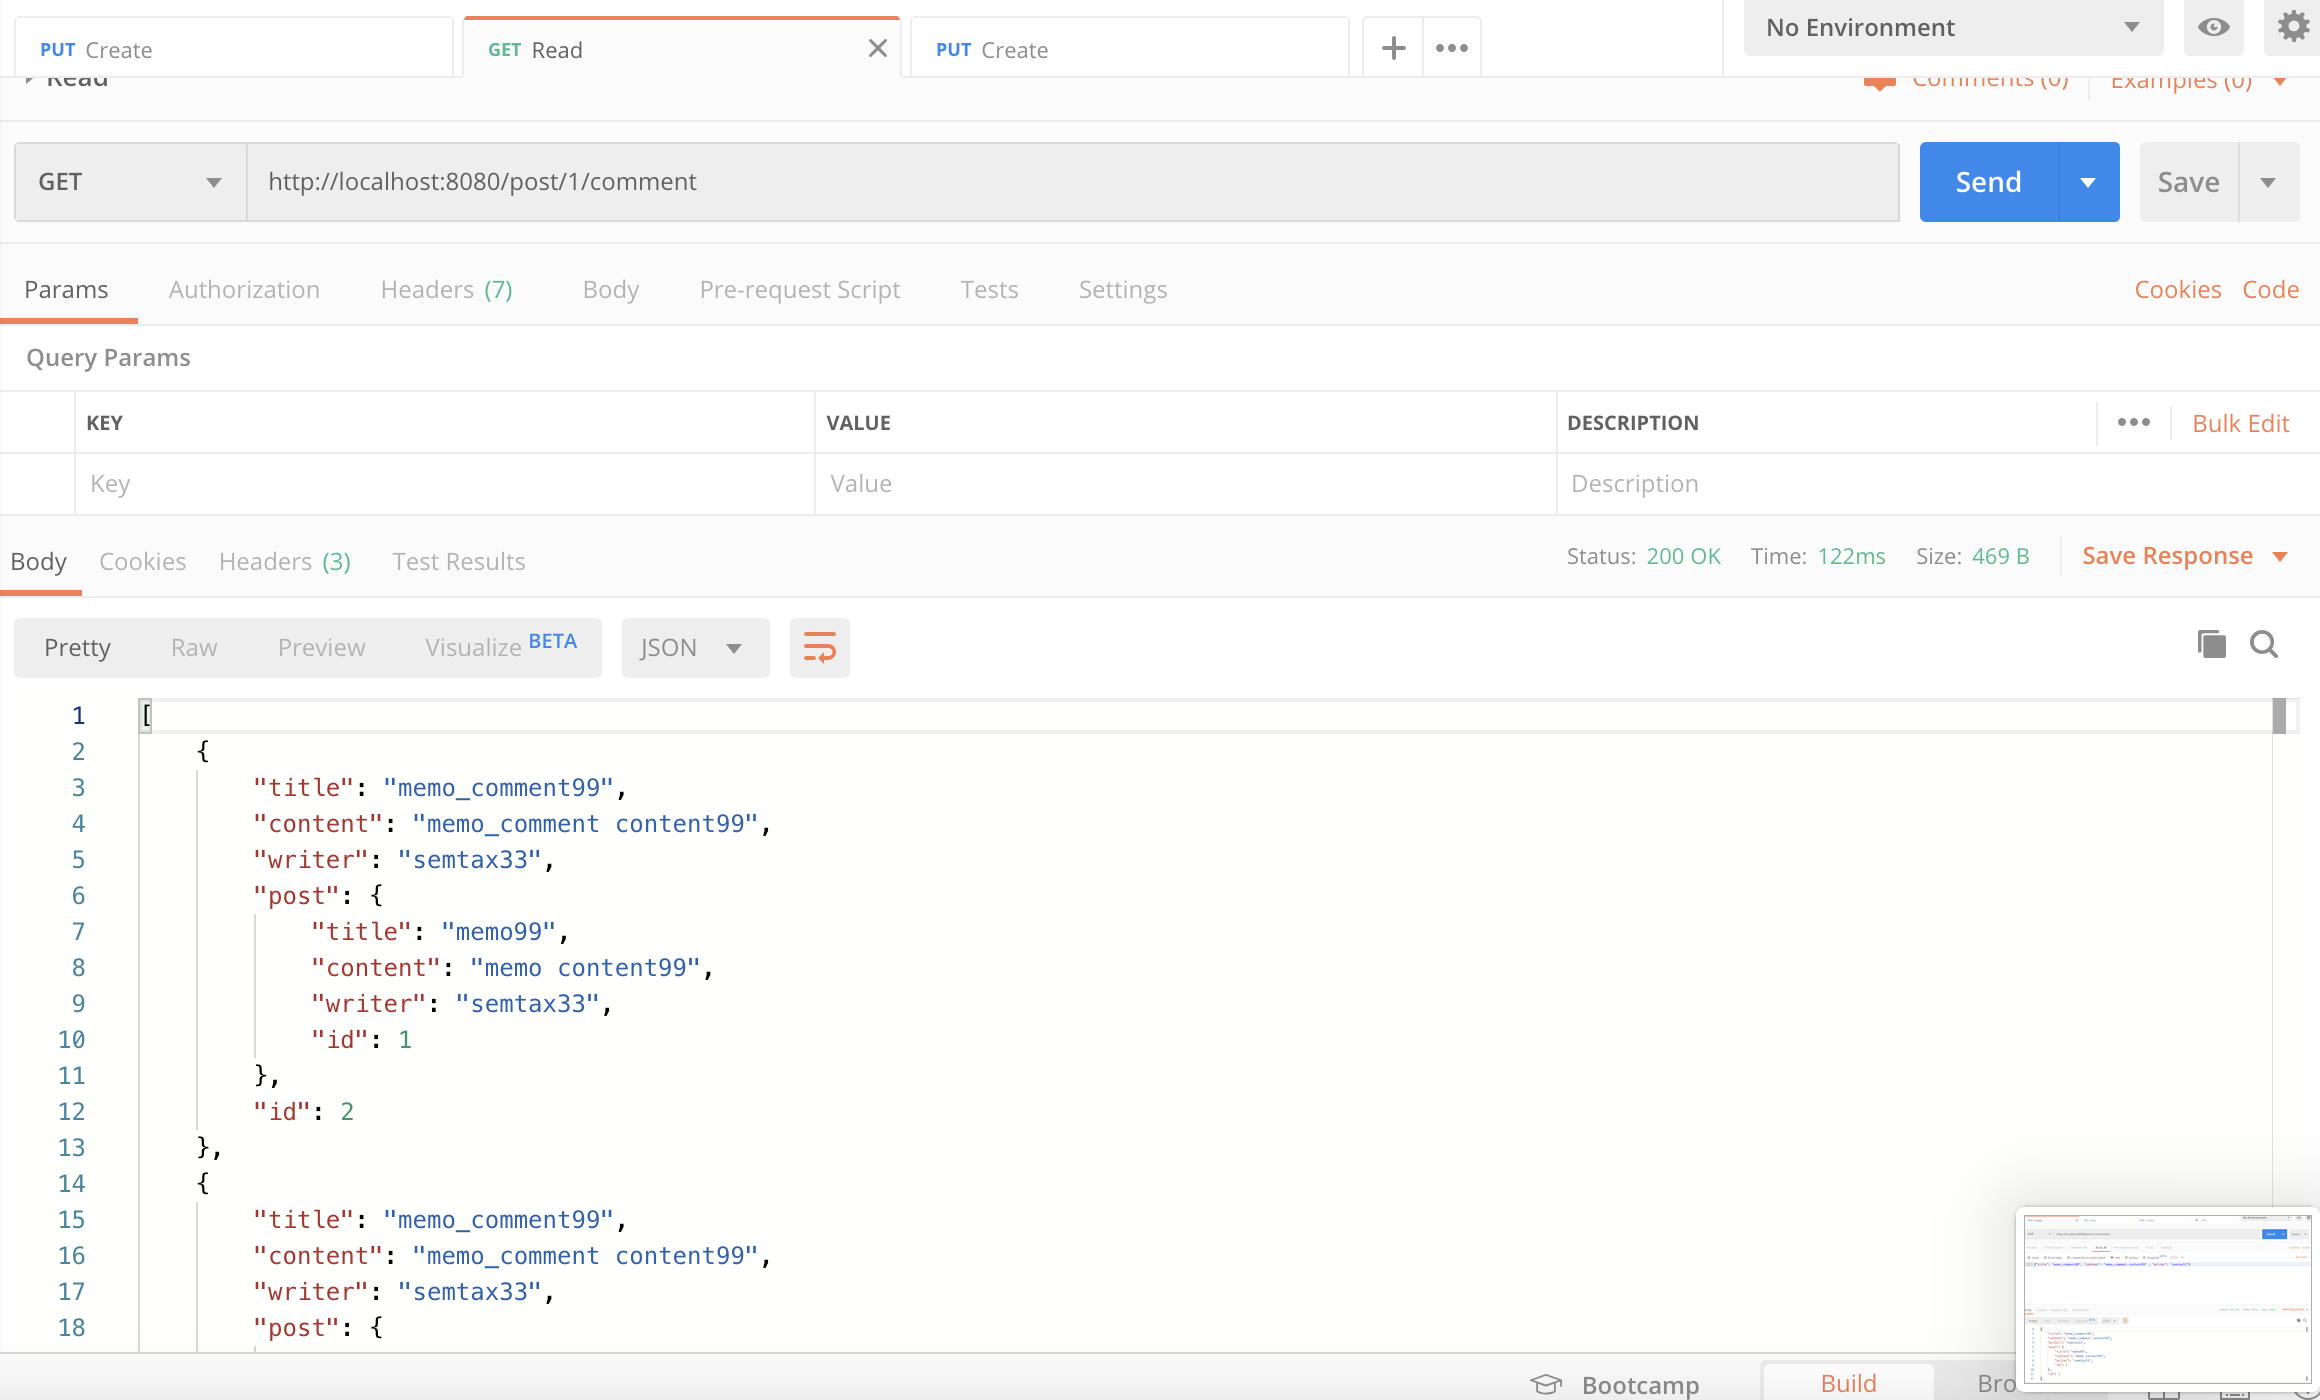 PUT Create
GET Read
PUT Create
No Environment
Read
Comments (0)
Examples (0)
GET
http://localhost:8080/post/1/comment
Send
Save
Params
Authorization
Headers (7)
Body
Pre-request Script
Tests
Settings
Cookies
Code
Query Params
KEY
VALUE
DESCRIPTION
Bulk Edit
Key
Value
Description
Body
Cookies
Headers (3)
Test Results
Status: 200 OK
Time: 122ms
Size: 469 B
Save Response
Pretty
Raw
Preview
Visualize BETA
JSON
1 [
2 {
3 "title": "memo_comment99",
4 "content": "memo_comment content99",
5 "writer": "semtax33",
6 "post": {
7 "title": "memo99",
8 "content": "memo content99",
9 "writer": "semtax33",
10 "id": 1
11 },
12 "id": 2
13 },
14 {
15 "title": "memo_comment99",
16 "content": "memo_comment content99",
17 "writer": "semtax33",
18 "post": {
Bootcamp
Build
Bro